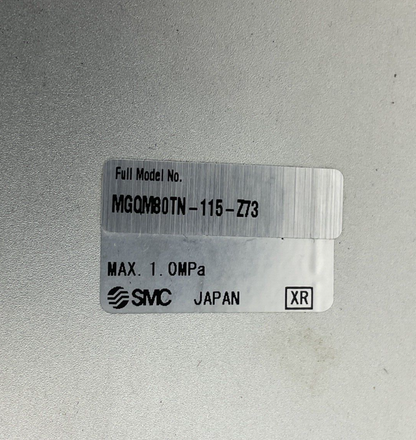 Full Model No.
MGQM80TN-115-Z73
MAX. 1.0MPa
SMC JAPAN XR